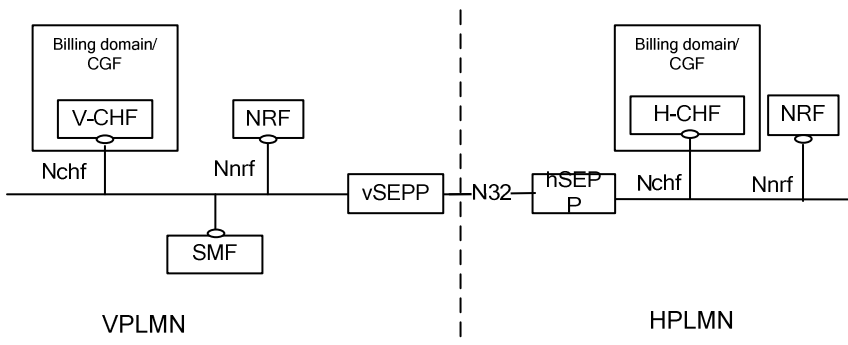 Billing domain/
CGF
V-CHF
NRF
Nchf
Nnrf
vSEPP
SMF
VPLMN
N32
Billing domain/
CGF
H-CHF
NRF
hSEP
P
Nchf
Nnrf
HPLMN